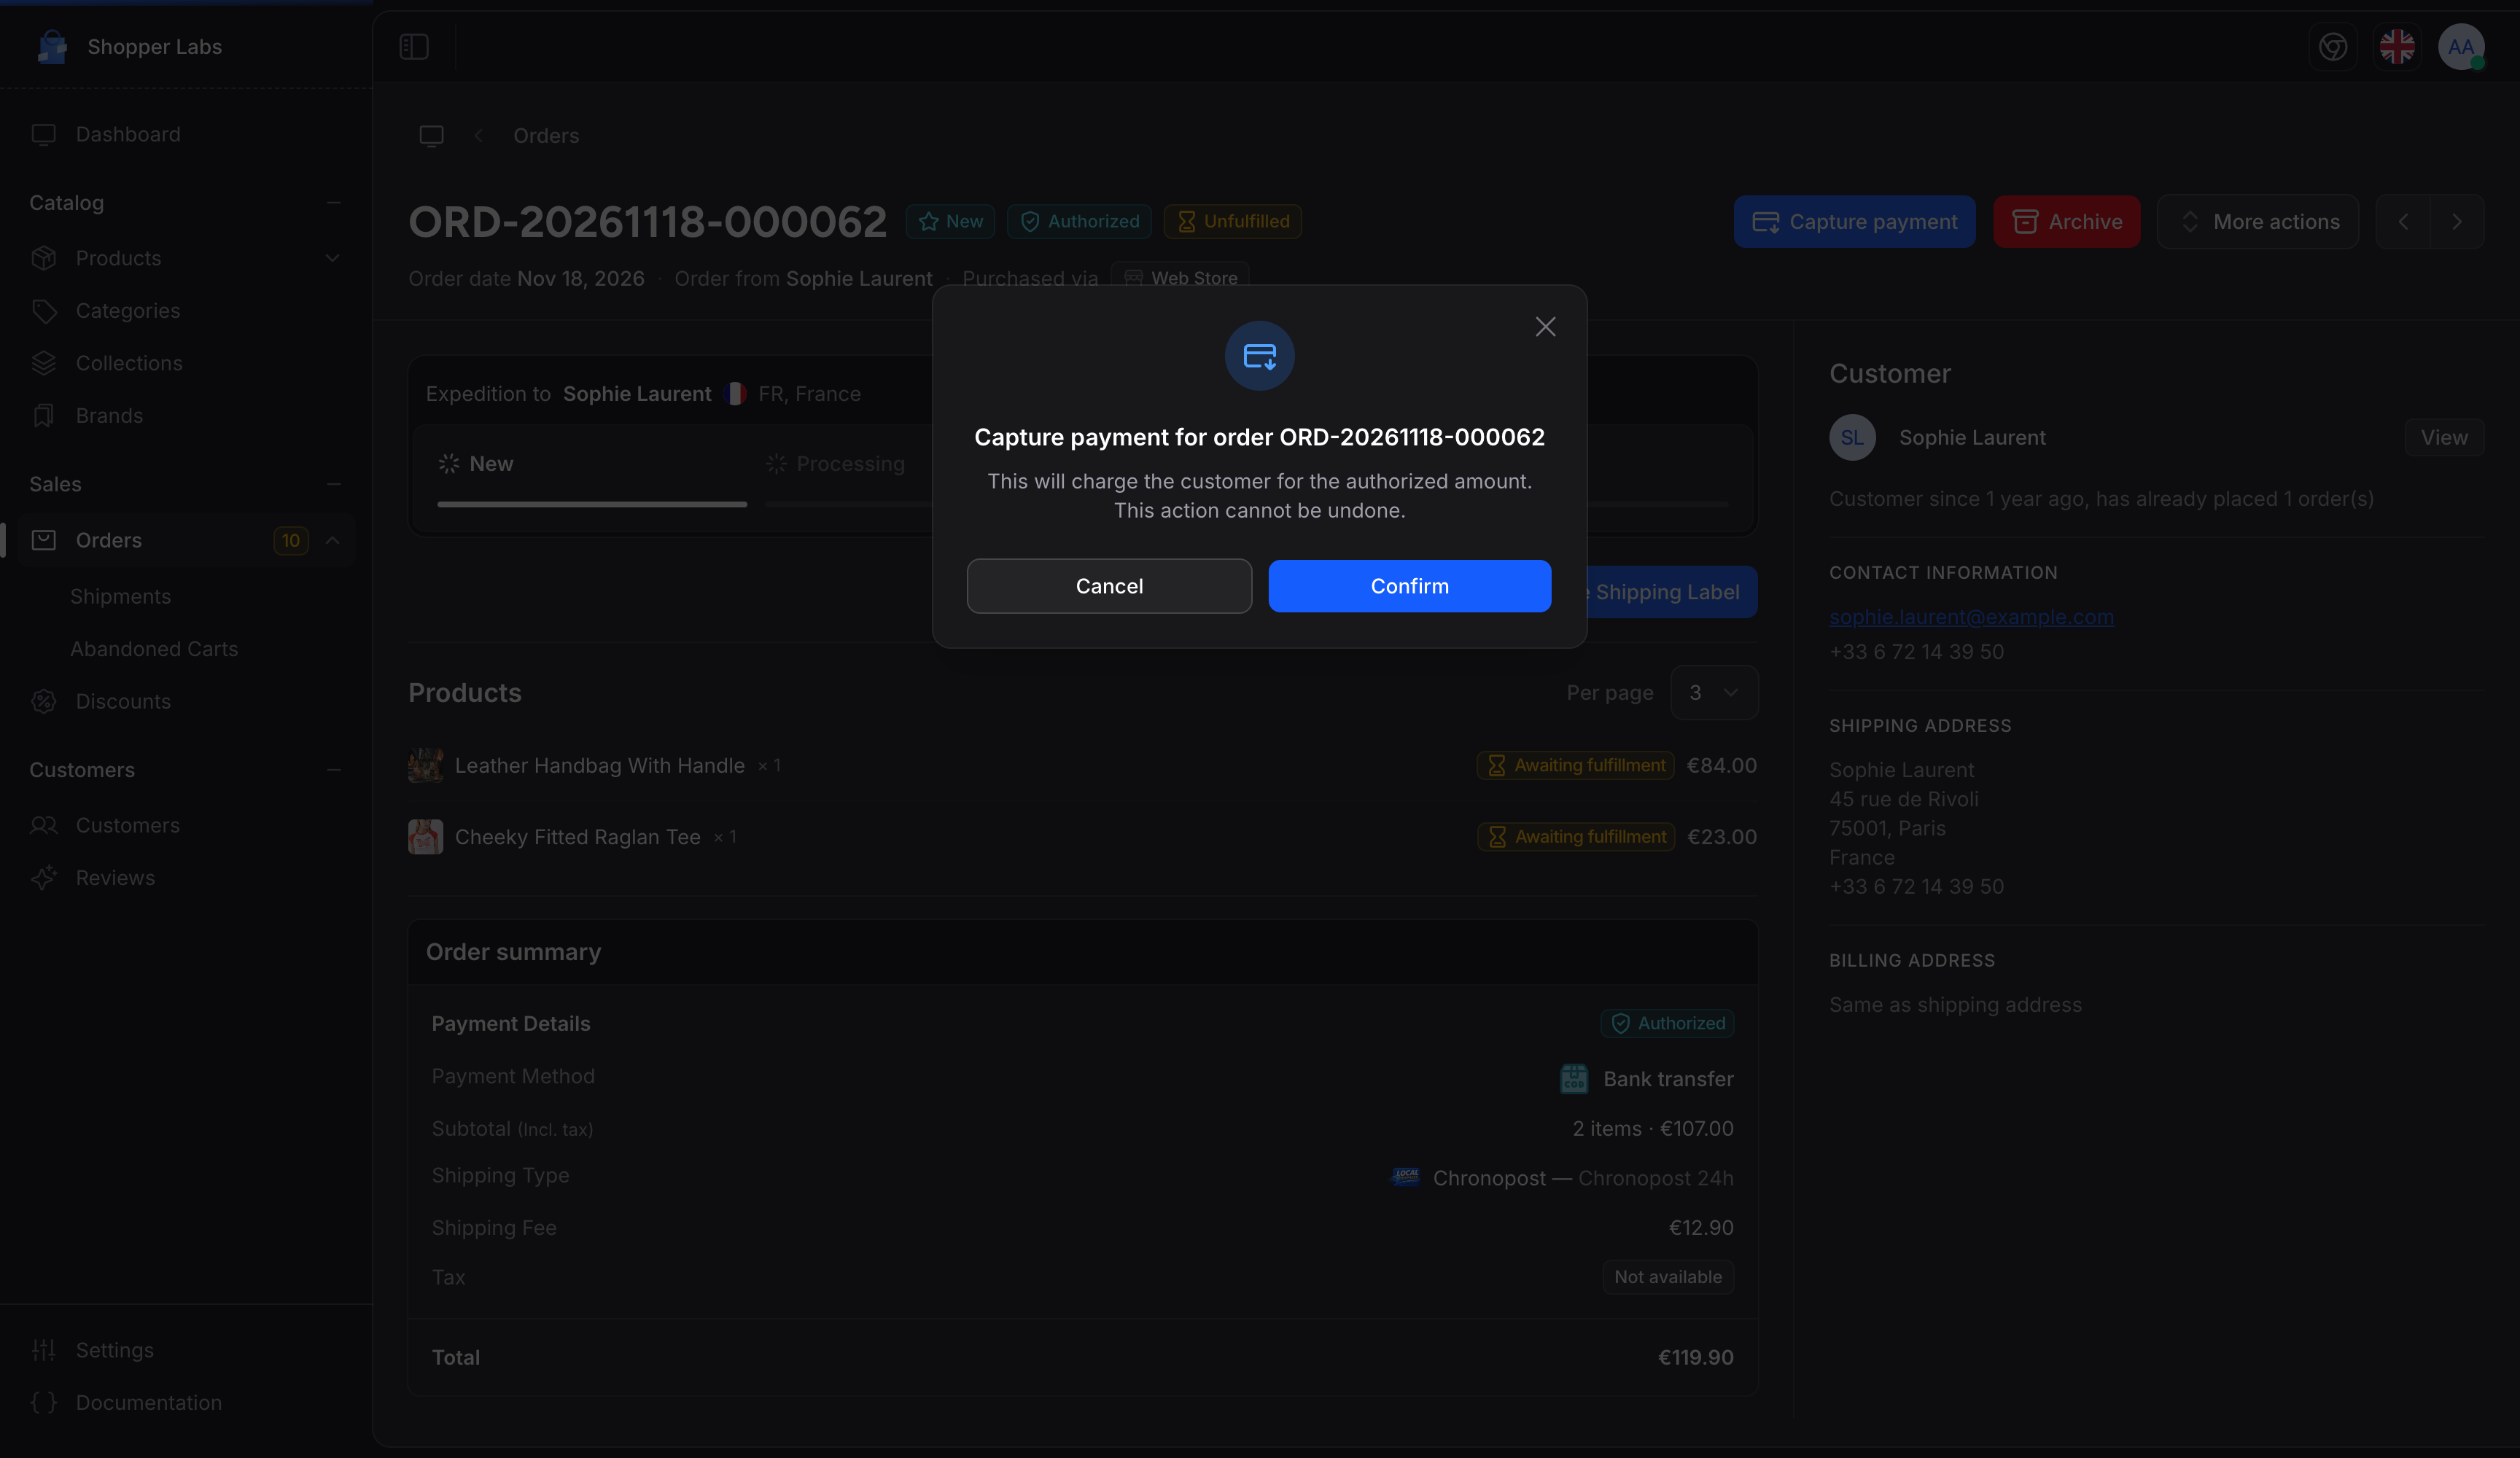 Shopper Labs
AA
Dashboard
Catalog
Products
Categories
Collections
Brands
Sales
Orders 10
Shipments
Abandoned Carts
Discounts
Customers
Customers
Reviews
Settings
Documentation
Orders
ORD-20261118-000062 New Authorized Unfulfilled
Capture payment Archive More actions
Order date Nov 18, 2026 · Order from Sophie Laurent · Purchased via Web Store
Expedition to Sophie Laurent FR, France
New Processing
Capture payment for order ORD-20261118-000062
This will charge the customer for the authorized amount.
This action cannot be undone.
Cancel Confirm
Shipping Label
Products Per page 3
Leather Handbag With Handle × 1 Awaiting fulfillment €84.00
Cheeky Fitted Raglan Tee × 1 Awaiting fulfillment €23.00
Order summary
Payment Details Authorized
Payment Method COD Bank transfer
Subtotal (Incl. tax) 2 items · €107.00
Shipping Type LOCAL Chronopost — Chronopost 24h
Shipping Fee €12.90
Tax Not available
Total €119.90
Customer
SL Sophie Laurent View
Customer since 1 year ago, has already placed 1 order(s)
CONTACT INFORMATION
sophie.laurent@example.com
+33 6 72 14 39 50
SHIPPING ADDRESS
Sophie Laurent
45 rue de Rivoli
75001, Paris
France
+33 6 72 14 39 50
BILLING ADDRESS
Same as shipping address